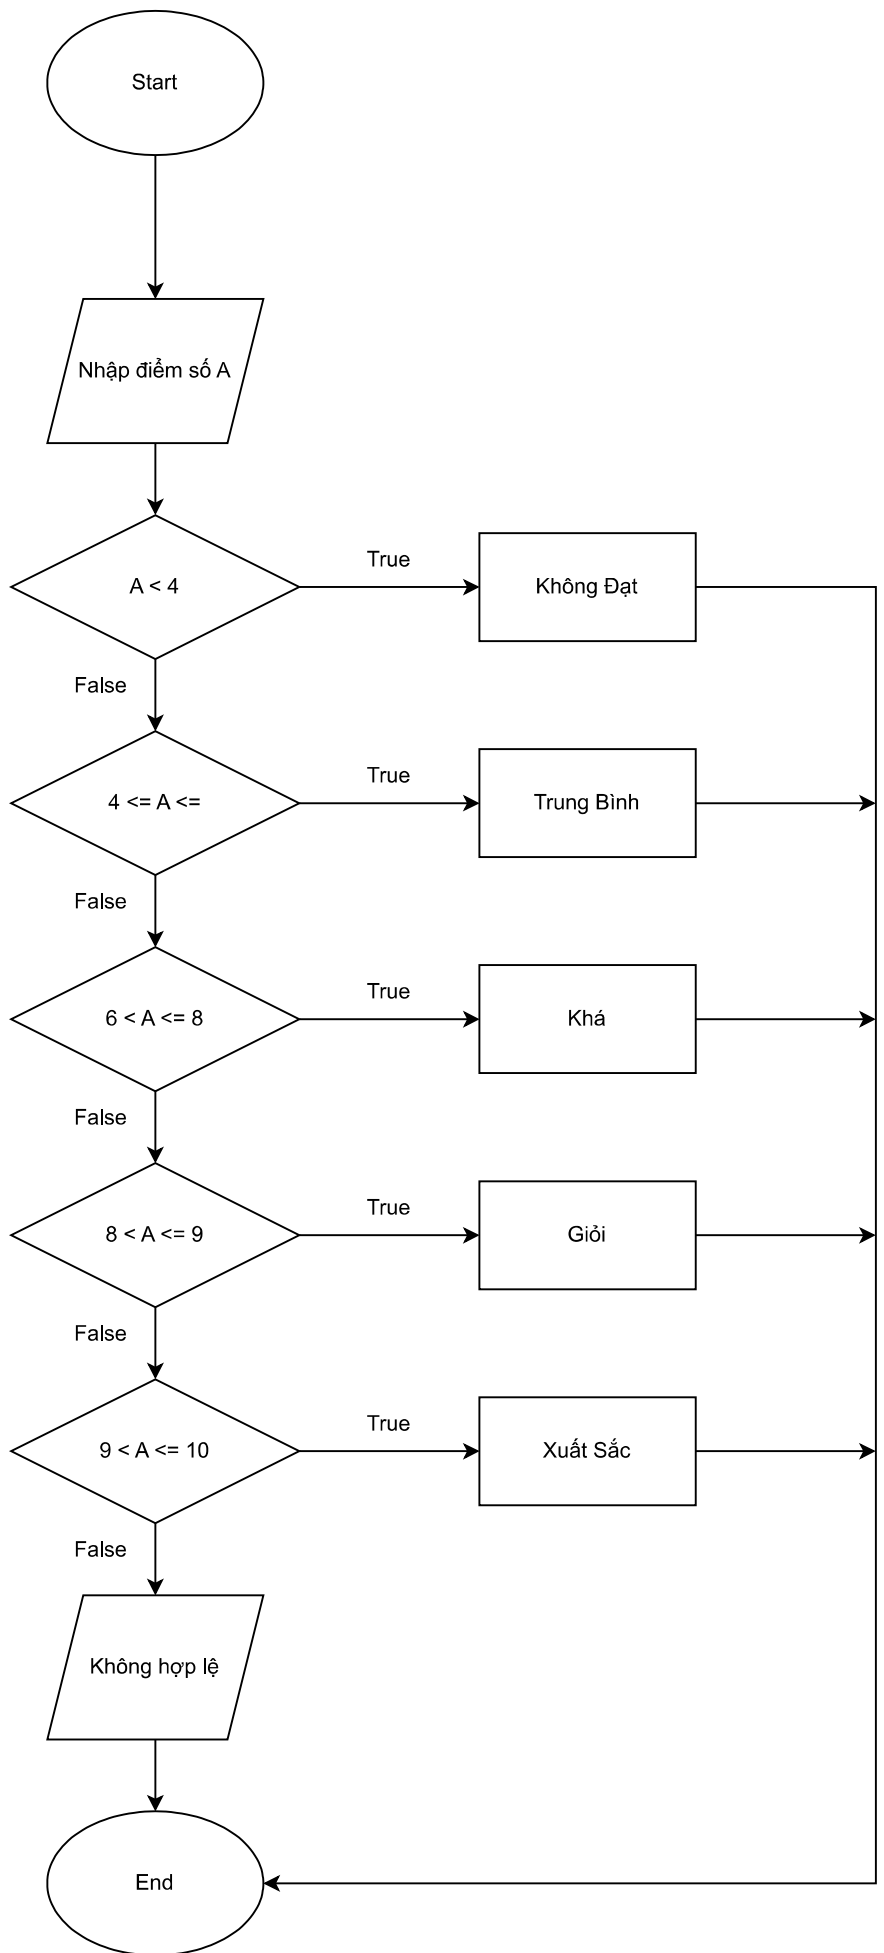 Start
Nhập điểm số A
A < 4
True
Không Đạt
False
4 <= A <=
True
Trung Bình
False
6 < A <= 8
True
Khá
False
8 < A <= 9
True
Giỏi
False
9 < A <= 10
True
Xuất Sắc
False
Không hợp lệ
End